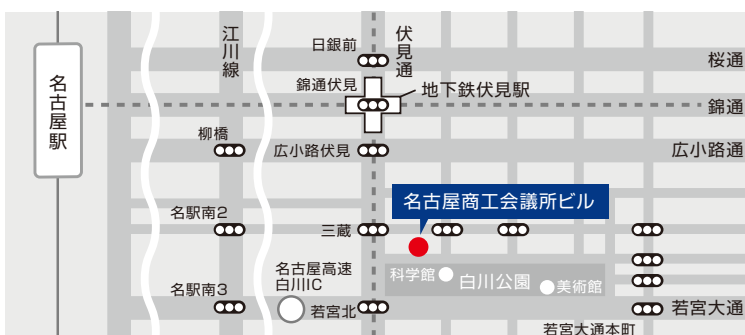 江川線
伏見通
日銀前
桜通
名古屋駅
錦通伏見
地下鉄伏見駅
錦通
柳橋
広小路伏見
広小路通
名古屋商工会議所ビル
名駅南2
三蔵
科学館
白川公園
美術館
名古屋高速
白川IC
名駅南3
若宮北
若宮大通
若宮大通本町